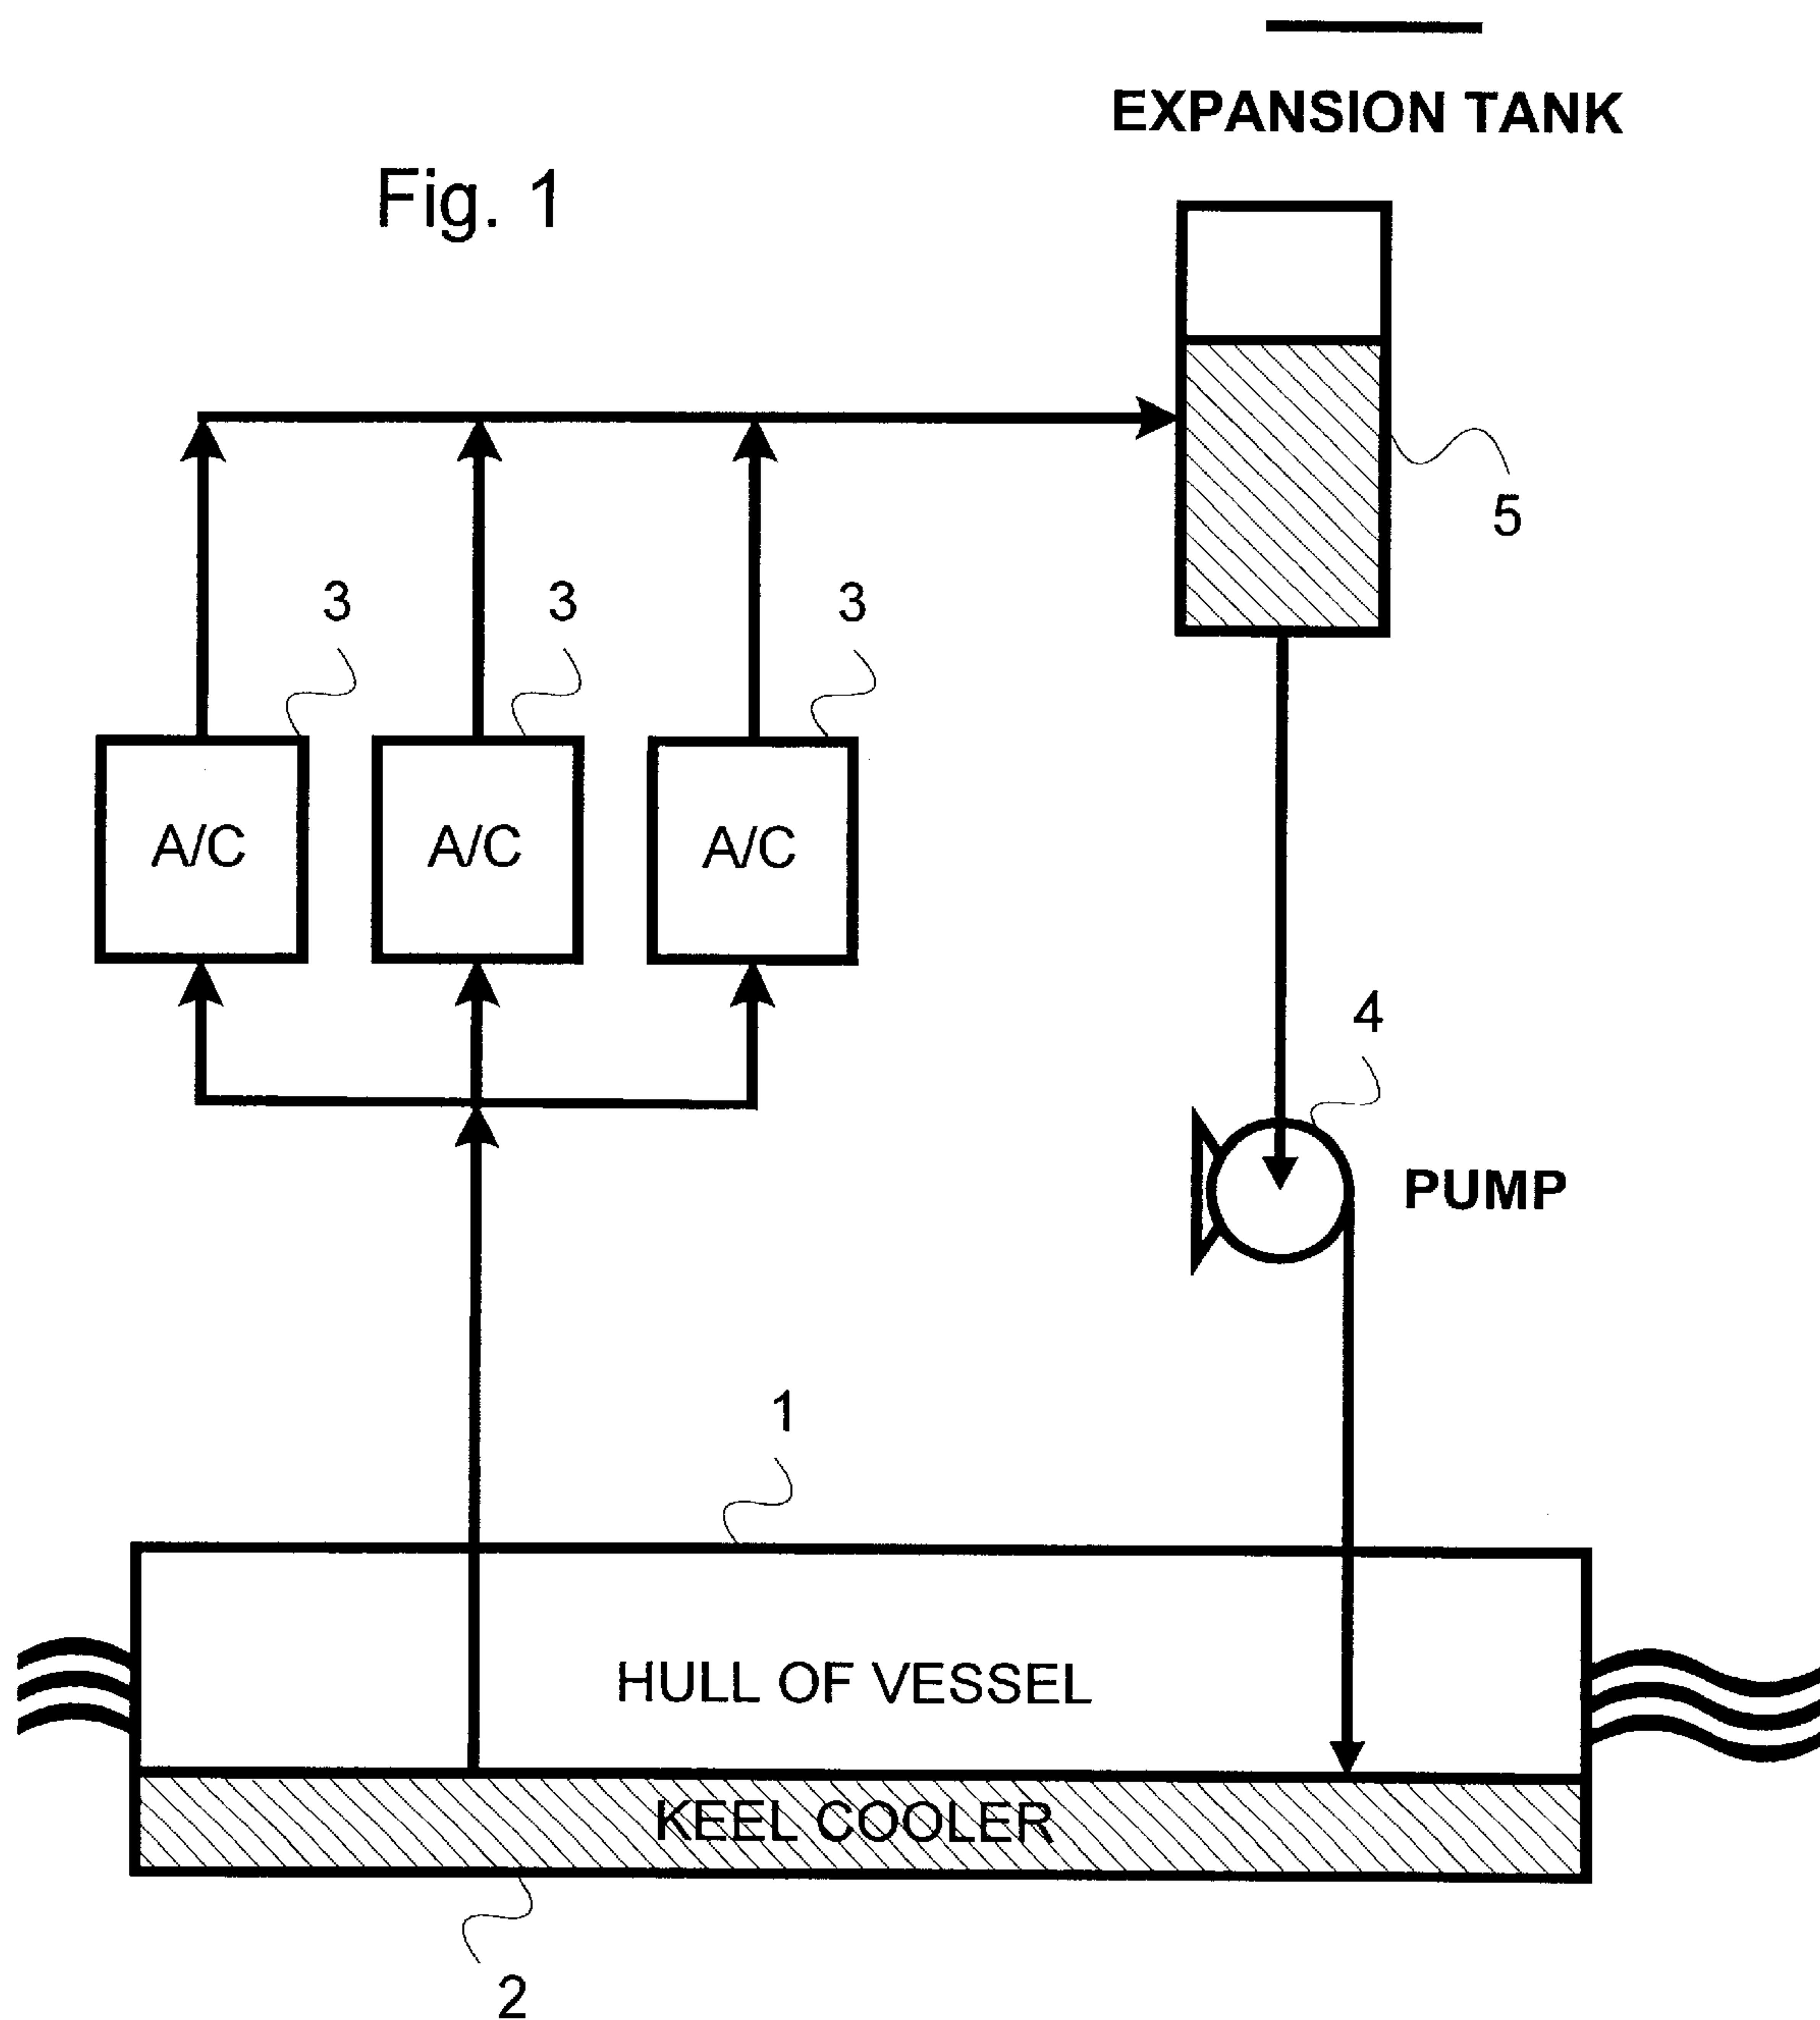 EXPANSION TANK
Fig. 1
5
3 3 3
A/C A/C A/C
4
PUMP
1
HULL OF VESSEL
KEEL COOLER
2